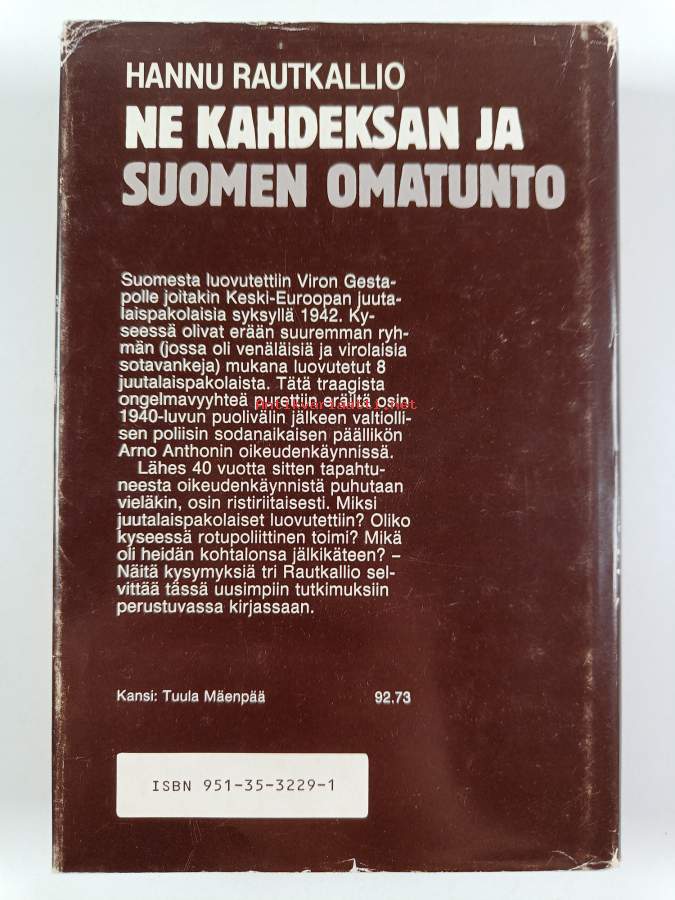 HANNU RAUTKALLIO
NE KAHDEKSAN JA
SUOMEN OMATUNTO
Suomesta luovutettiin Viron Gesta-
polle joitakin Keski-Euroopan juuta-
laispakolaisia syksyllä 1942. Ky-
seessä olivat erään suuremman ryh-
män (jossa oli venäläisiä ja virolaisia
sotavankeja) mukana luovutetut 8
juutalaispakolaista. Tätä traagista
ongelmavyyhteä purettiin eräiltä osin
Antikvariaatti.net
1940-luvun puolivälin jälkeen valtiolli-
sen poliisin sodanaikaisen päällikön
Arno Anthonin oikeudenkäynnissä.
Lähes 40 vuotta sitten tapahtu-
neesta oikeudenkäynnistä puhutaan
vieläkin, osin ristiriitaisesti. Miksi
juutalaispakolaiset luovutettiin? Oliko
kyseessä rotupoliittinen toimi? Mikä
oli heidän kohtalonsa jälkikäteen? –
Näitä kysymyksiä tri Rautkallio sel-
vittää tässä uusimpiin tutkimuksiin
perustuvassa kirjassaan.
Kansi: Tuula Mäenpää 92.73
ISBN 951-35-3229-1